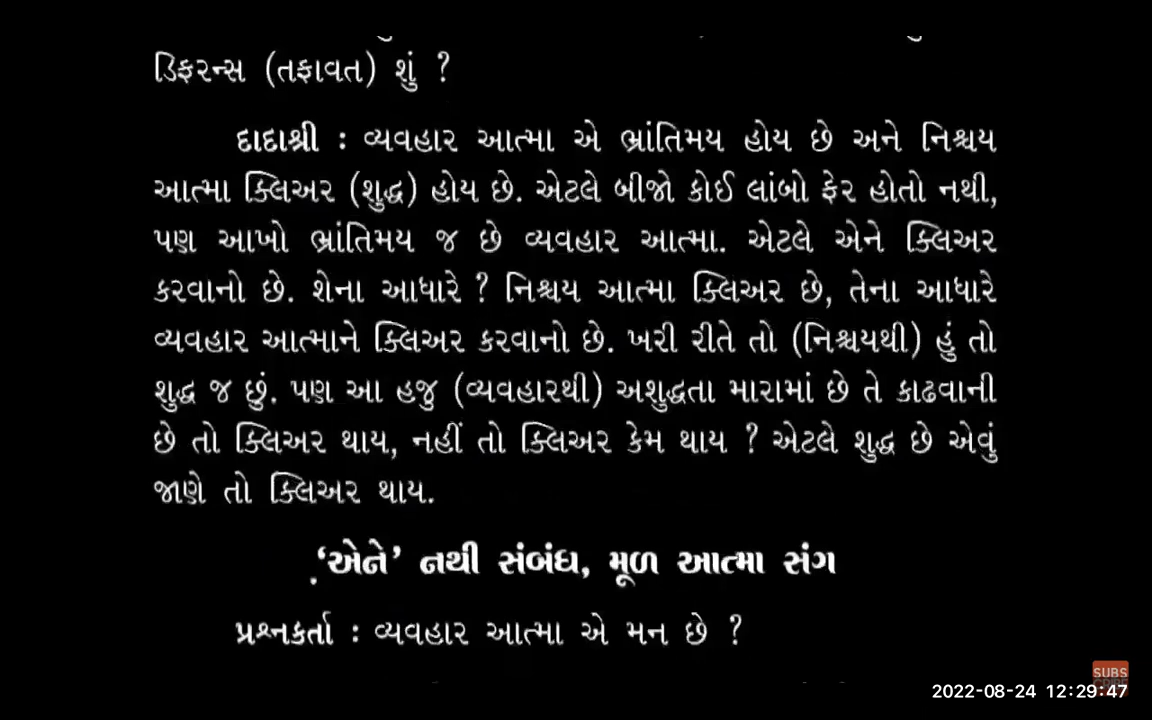 ડિફરન્સ (તફાવત) શું ?
દાદાશ્રી : વ્યવહાર આત્મા એ ભ્રાંતિમય હોય છે અને નિશ્ચય
આત્મા ક્લિઅર (શુદ્ધ) હોય છે. એટલે બીજો કોઈ લાંબો ફેર હોતો નથી,
પણ આખો ભ્રાંતિમય જ છે વ્યવહાર આત્મા. એટલે એને ક્લિઅર
કરવાનો છે. શેના આધારે ? નિશ્ચય આત્મા ક્લિઅર છે, તેના આધારે
વ્યવહાર આત્માને ક્લિઅર કરવાનો છે. ખરી રીતે તો (નિશ્ચયથી) હું તો
શુદ્ધ જ છું. પણ આ હજુ (વ્યવહારથી) અશુદ્ધતા મારામાં છે તે કાઢવાની
છે તો ક્લિઅર થાય, નહીં તો ક્લિઅર કેમ થાય ? એટલે શુદ્ધ છે એવું
જાણે તો ક્લિઅર થાય.
‘એને’ નથી સંબંધ, મૂળ આત્મા સંગ
પ્રશ્નકર્તા : વ્યવહાર આત્મા એ મન છે ?
SUBS
CRIBE
2022-08-24 12:29:47